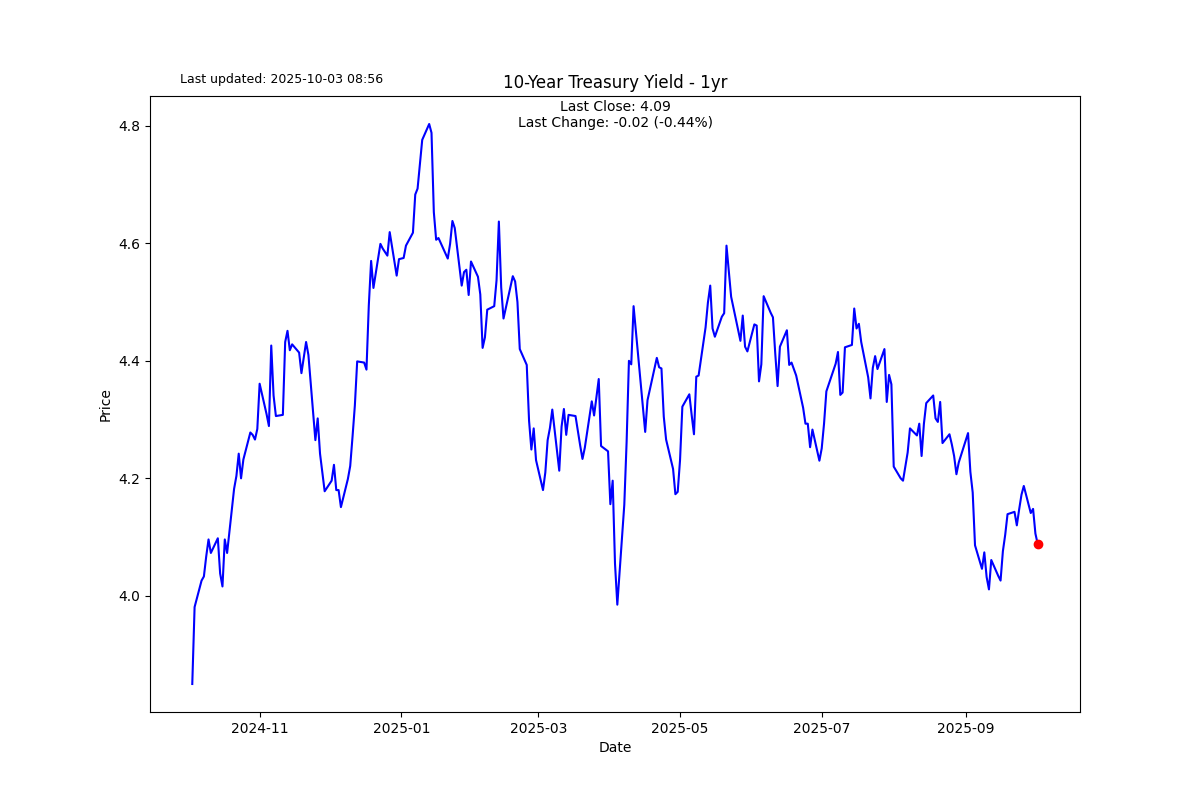 Last updated: 2025-10-03 08:56
10-Year Treasury Yield - 1yr
Last Close: 4.09
Last Change: -0.02 (-0.44%)
4.8
4.6
4.4
4.2
4.0
Price
2024-11
2025-01
2025-03
2025-05
2025-07
2025-09
Date